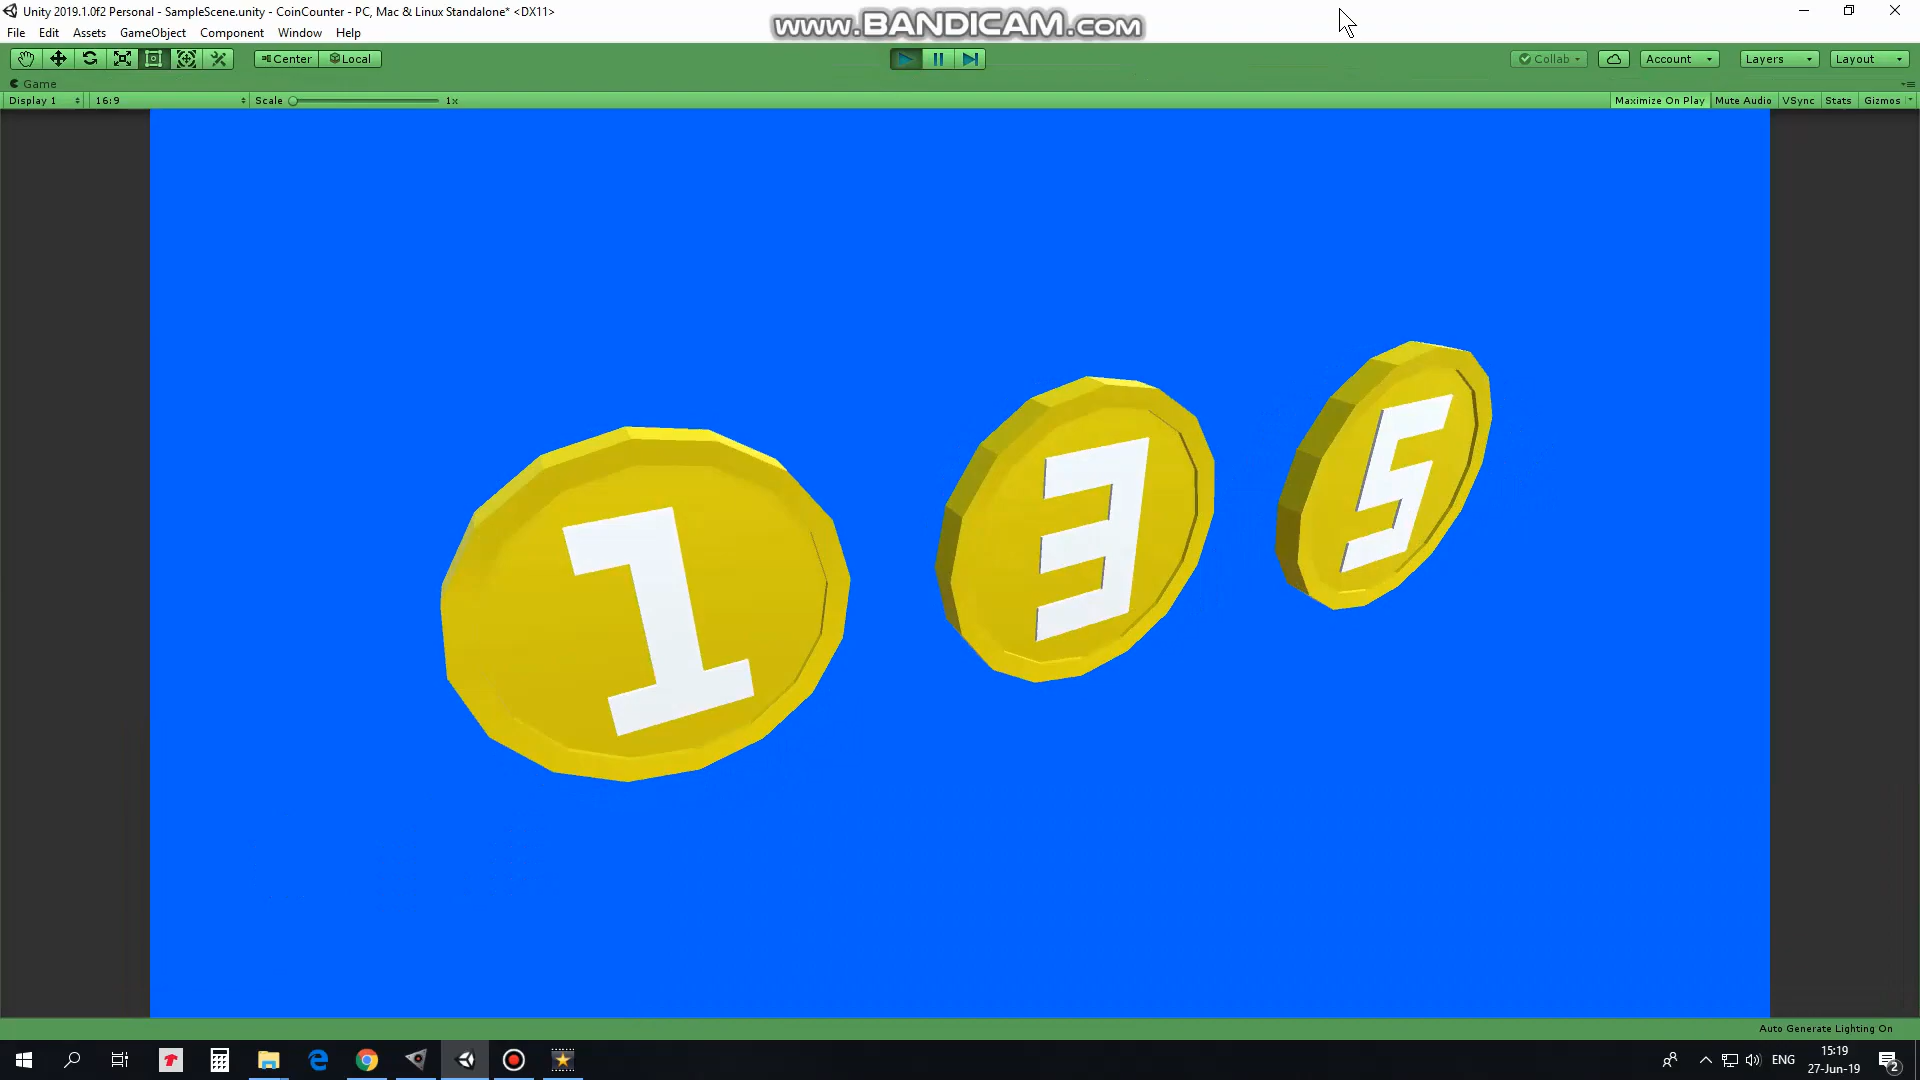 Unity 2019.1.0f2 Personal - SampleScene.unity - CoinCounter - PC, Mac & Linux Standalone* <DX11>
www.BANDICAM.com
File Edit Assets GameObject Component Window Help
Center Local Collab Account Layers Layout
Game
Display 1 16:9 Scale 1x Maximize On Play Mute Audio VSync Stats Gizmos
1 3 5
Auto Generate Lighting On
ENG 15:19
27-Jun-19 2